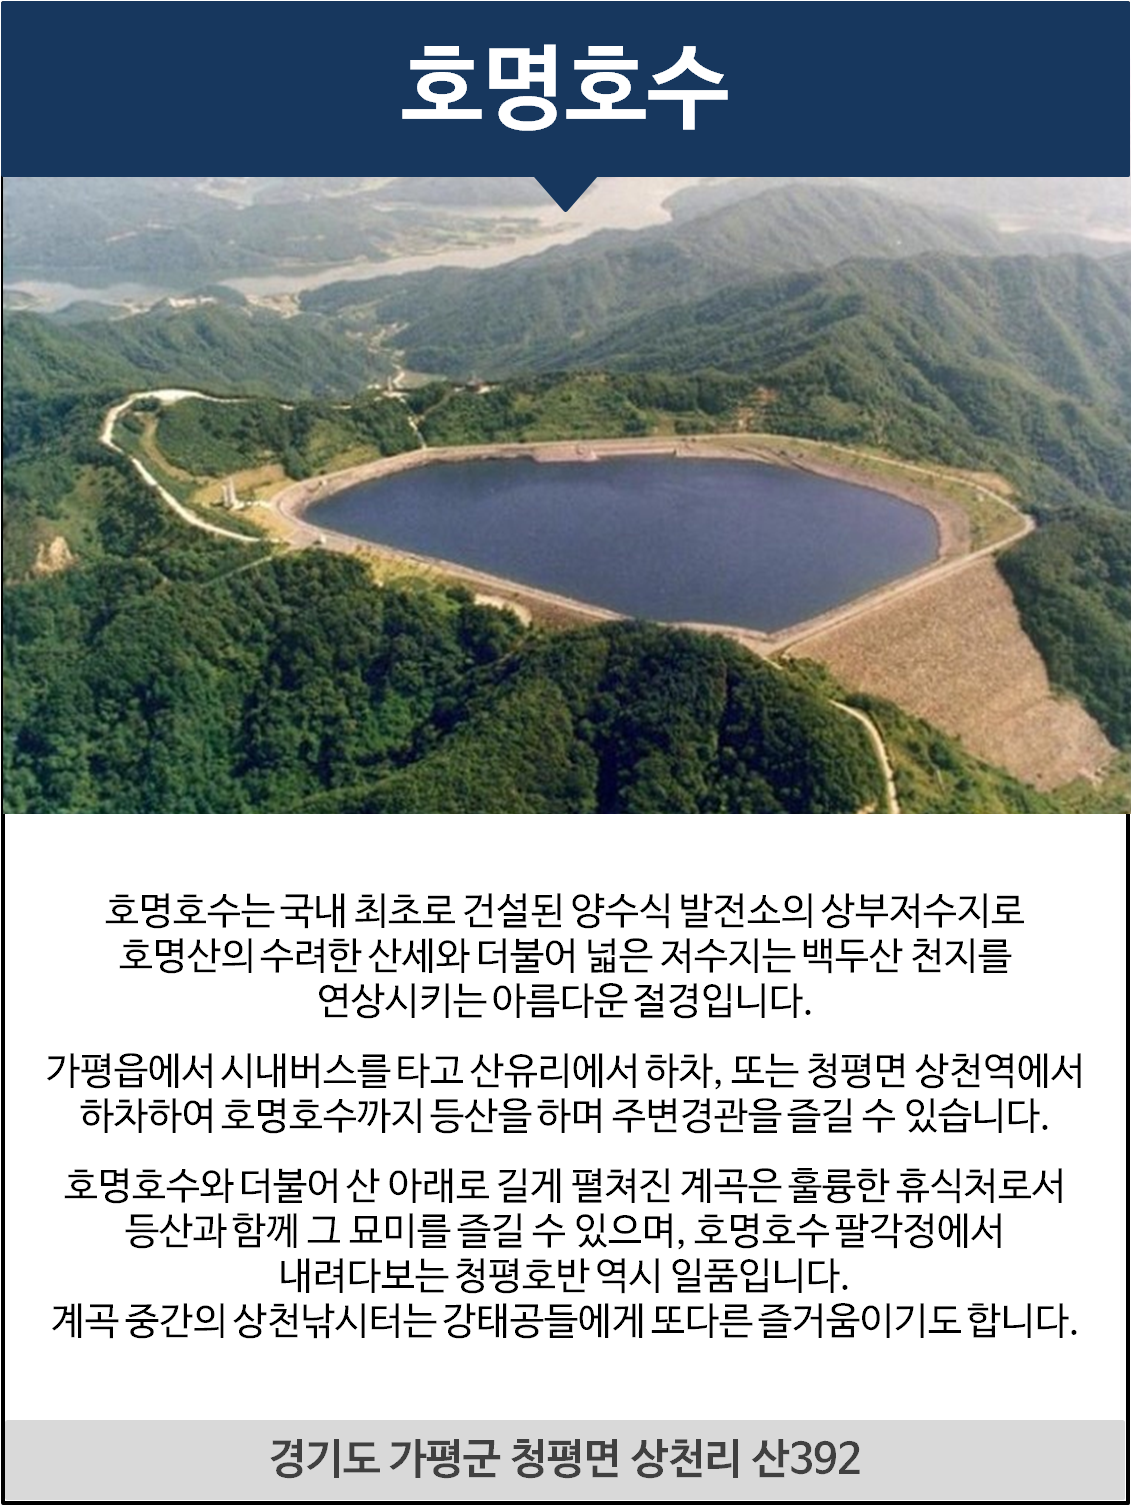 호명호수
호명호수는 국내 최초로 건설된 양수식 발전소의 상부저수지로
호명산의 수려한 산세와 더불어 넓은 저수지는 백두산 천지를
연상시키는 아름다운 절경입니다.
가평읍에서 시내버스를 타고 산유리에서 하차, 또는 청평면 상천역에서
하차하여 호명호수까지 등산을 하며 주변경관을 즐길 수 있습니다.
호명호수와 더불어 산 아래로 길게 펼쳐진 계곡은 훌륭한 휴식처로서
등산과 함께 그 묘미를 즐길 수 있으며, 호명호수 팔각정에서
내려다보는 청평호반 역시 일품입니다.
계곡 중간의 상천낚시터는 강태공들에게 또다른 즐거움이기도 합니다.
경기도 가평군 청평면 상천리 산392